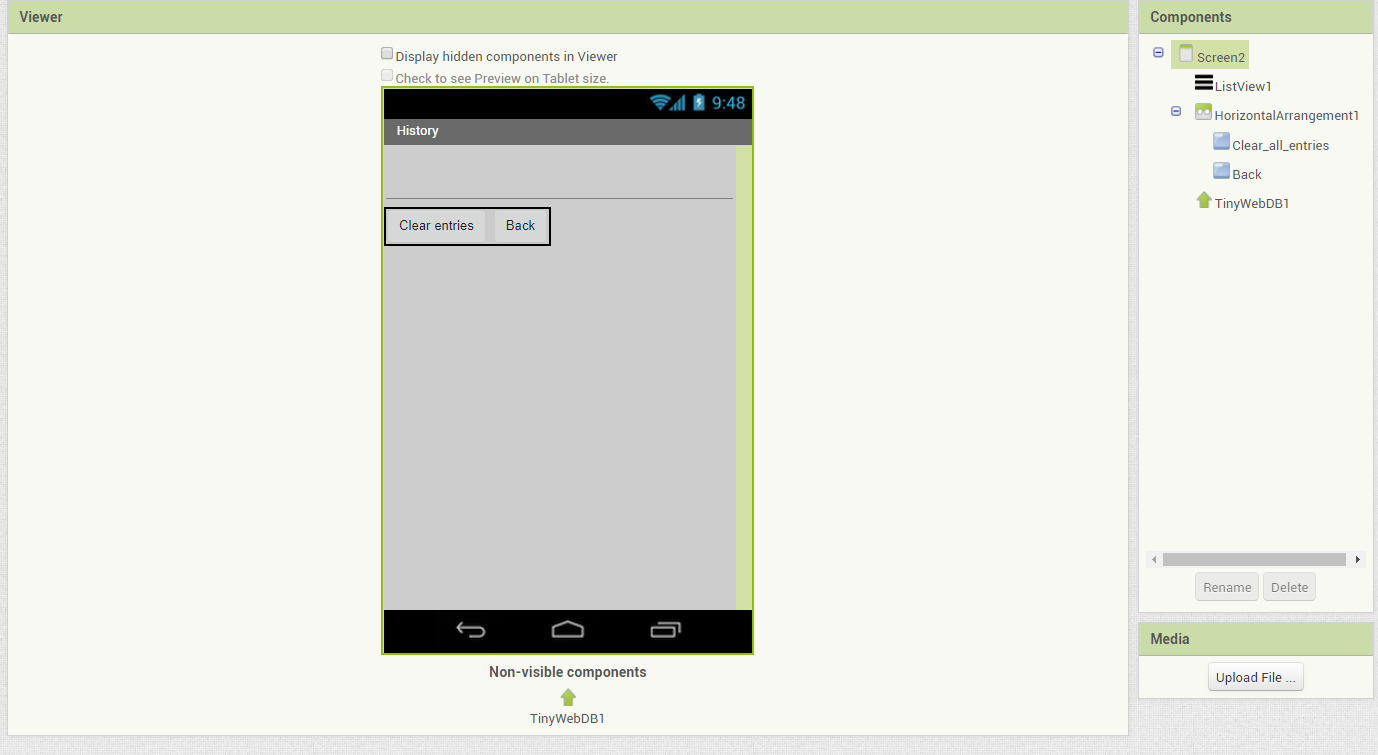 Viewer
Display hidden components in Viewer
Check to see Preview on Tablet size.
9:48
History
Clear entries Back
Non-visible components
TinyWebDB1
Components
Screen2
ListView1
HorizontalArrangement1
Clear_all_entries
Back
TinyWebDB1
Rename Delete
Media
Upload File ...